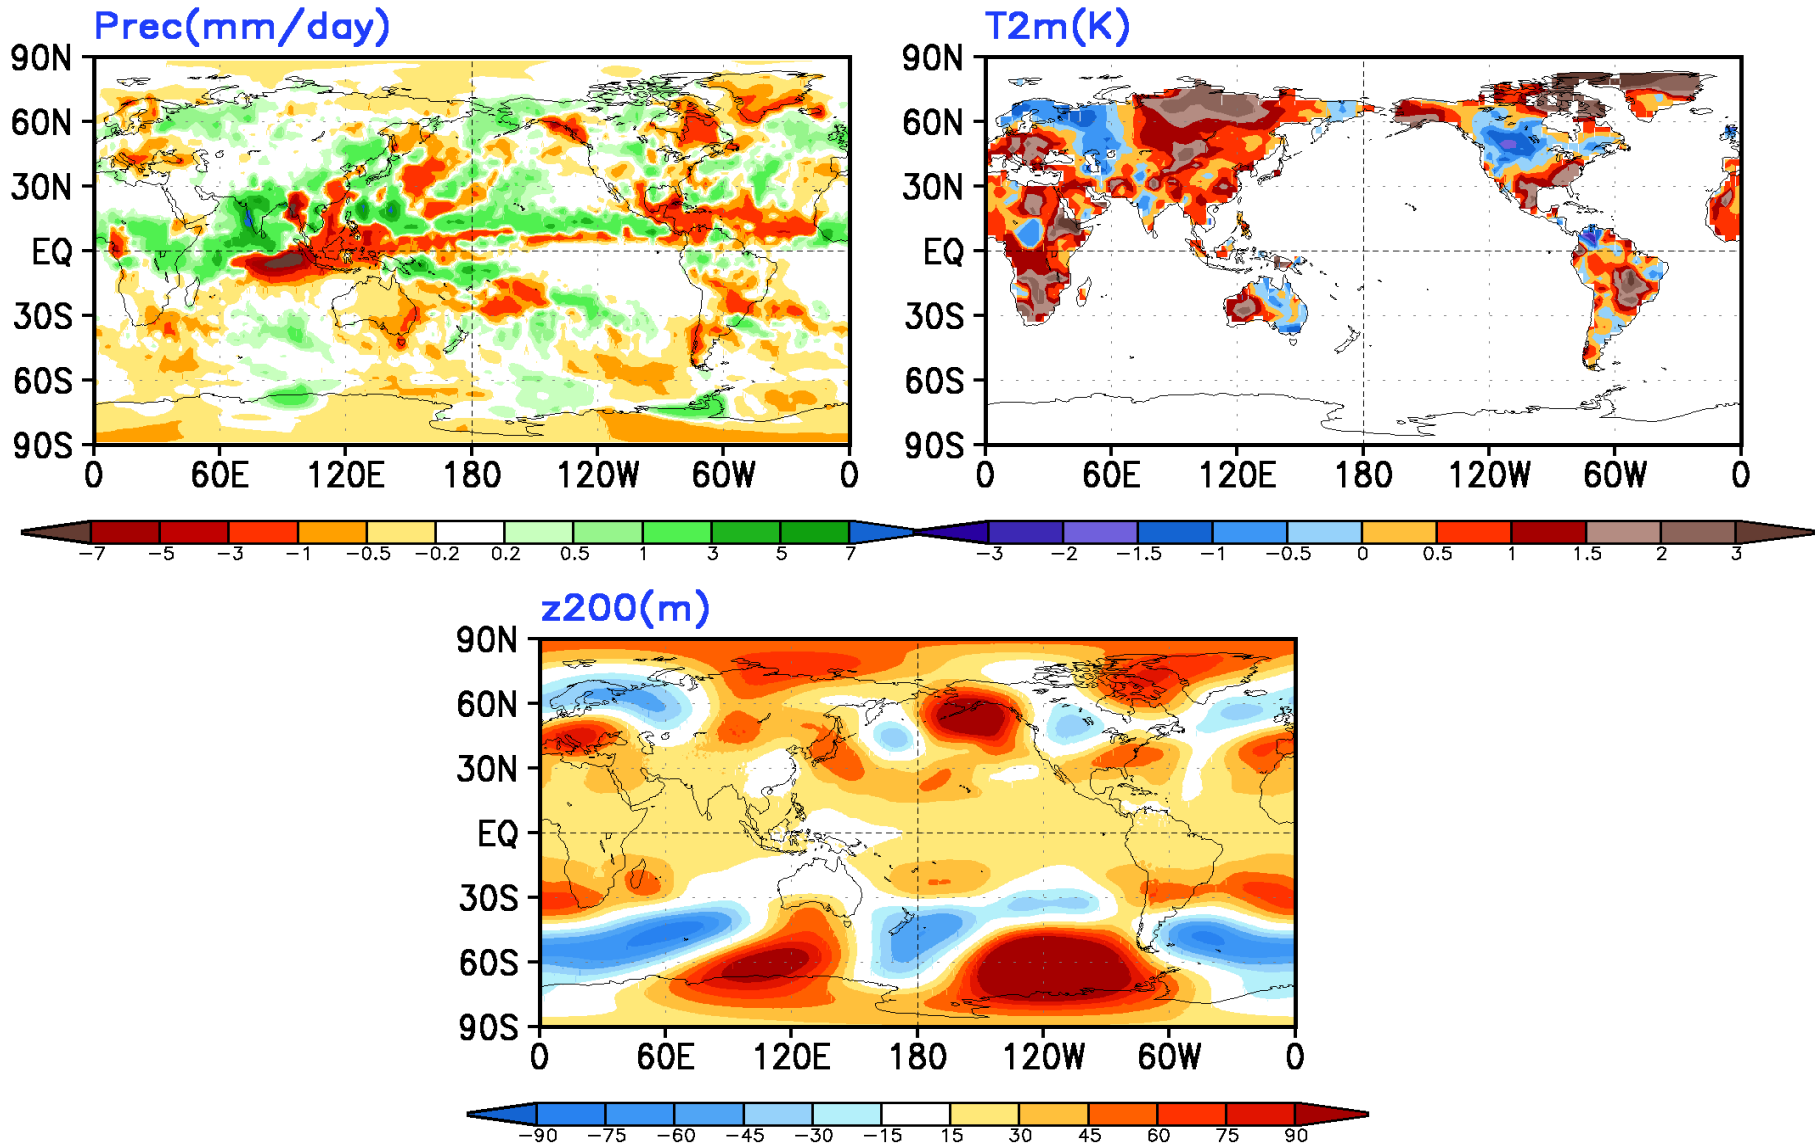 Prec(mm/day)
T2m(K)
90N
60N
30N
EQ
30S
60S
90S
0 60E 120E 180 120W 60W 0
90N
60N
30N
EQ
30S
60S
90S
0 60E 120E 180 120W 60W 0
−7 −5 −3 −1 −0.5 −0.2 0.2 0.5 1 3 5 7
−3 −2 −1.5 −1 −0.5 0 0.5 1 1.5 2 3
z200(m)
90N
60N
30N
EQ
30S
60S
90S
0 60E 120E 180 120W 60W 0
−90 −75 −60 −45 −30 −15 15 30 45 60 75 90